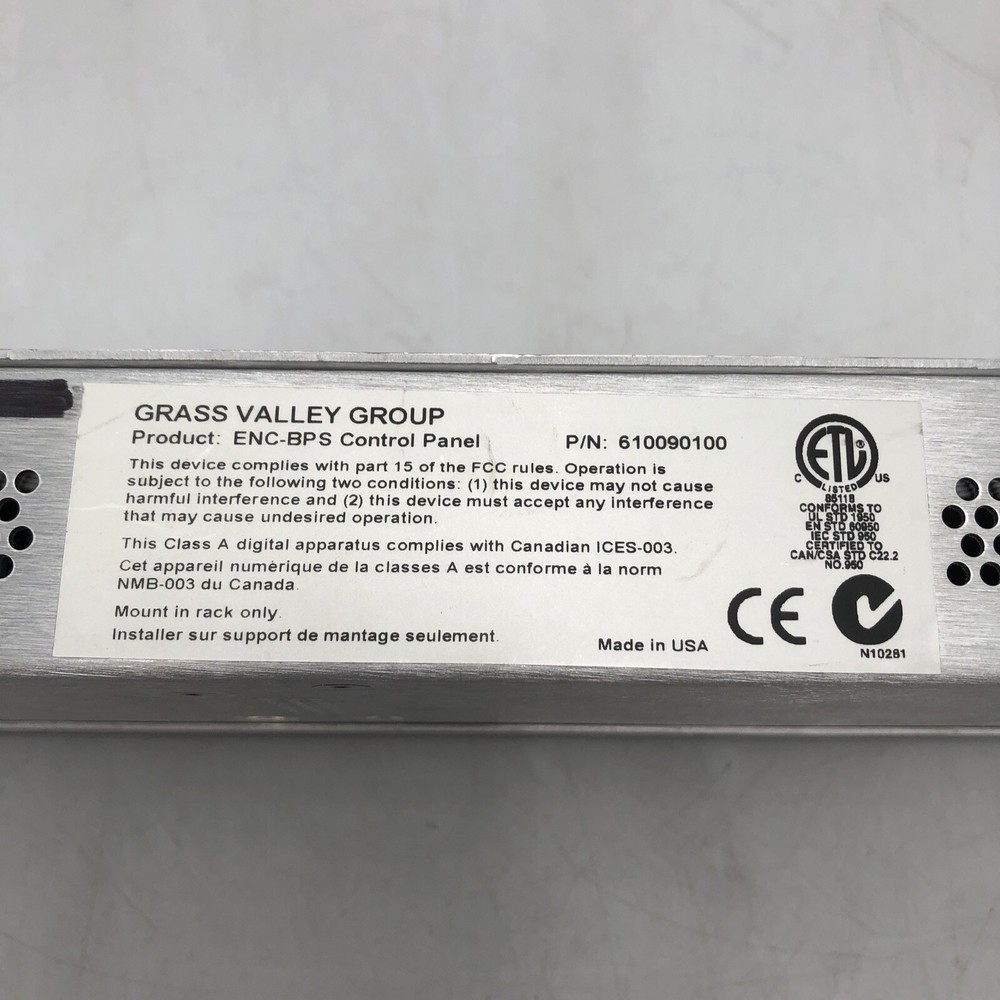 GRASS VALLEY GROUP
Product: ENC-BPS Control Panel P/N: 610090100
This device complies with part 15 of the FCC rules. Operation is
subject to the following two conditions: (1) this device may not cause
harmful interference and (2) this device must accept any interference
that may cause undesired operation.
This Class A digital apparatus complies with Canadian ICES-003.
Cet appareil numérique de la classes A est conforme à la norm
NMB-003 du Canada.
Mount in rack only.
Installer sur support de mantage seulement.
Made in USA
ETL ®
C US
LISTED
85118
CONFORMS TO
UL STD 1950
EN STD 60950
IEC STD 950
CERTIFIED TO
CAN/CSA STD C22.2
NO.950
CE
N10281